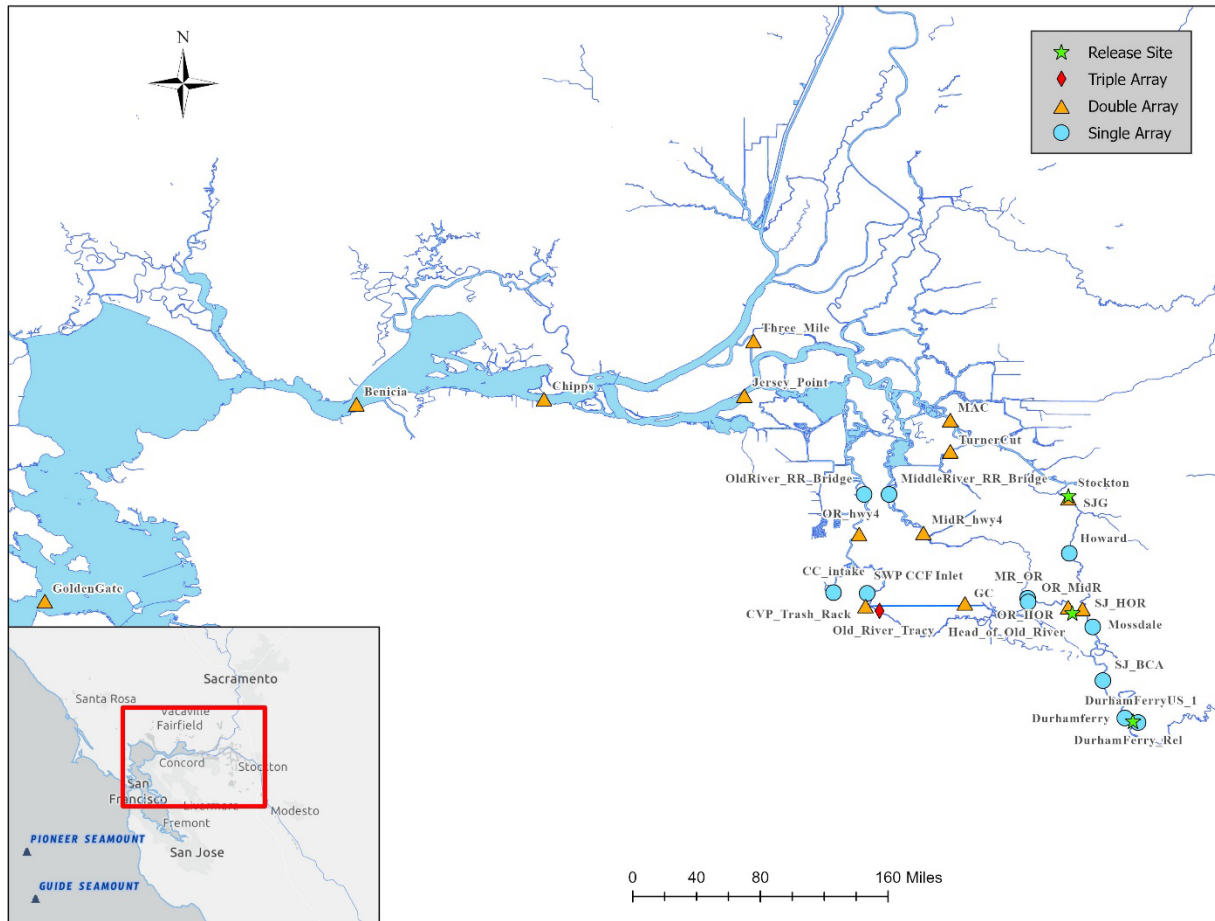 N
Release Site
Triple Array
Double Array
Single Array
Three_Mile
Benicia
Chipps
Jersey_Point
MAC
TurnerCut
OldRiver_RR_Bridge
MiddleRiver_RR_Bridge
Stockton
SJG
OR_hwy4
MidR_hwy4
Howard
CC_intake
SWP CCF Inlet
MR_OR
OR_MidR
GoldenGate
GC
SJ_HOR
CVP_Trash_Rack
OR_HOR
Old_River_Tracy
Head_of_Old_River
Mossdale
SJ_BCA
DurhamFerryUS_1
Durhamferry
DurhamFerry_Rel
Sacramento
Santa Rosa
Vacaville
Fairfield
Concord
Stockton
San
Francisco
Livermore
Modesto
Fremont
PIONEER SEAMOUNT
San Jose
GUIDE SEAMOUNT
0 40 80 160 Miles